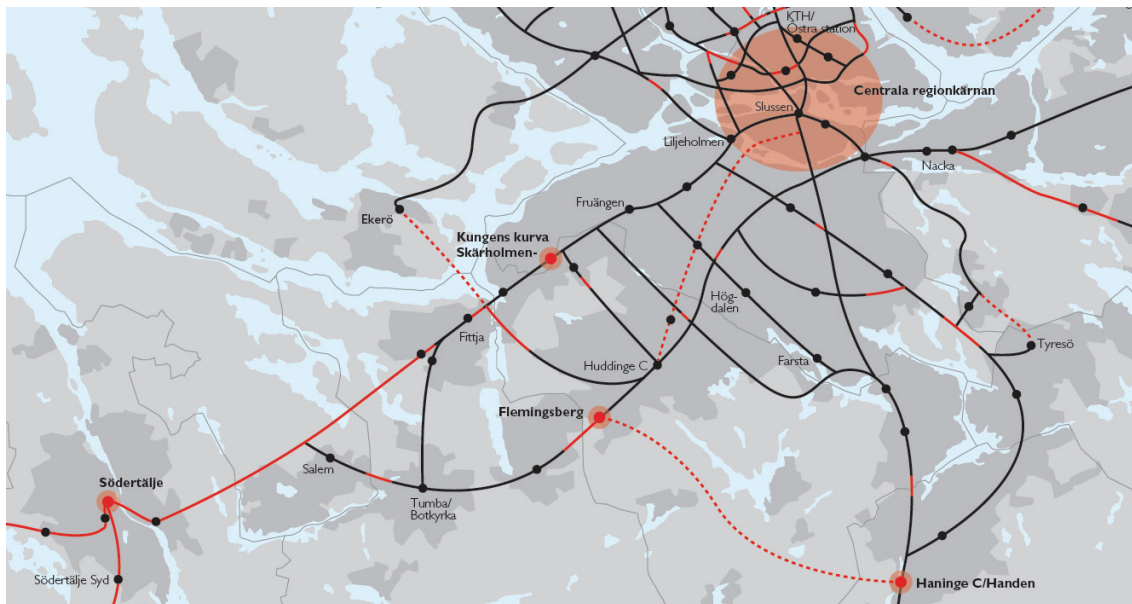 KTH/
Östra station
Centrala regionkärnan
Slussen
Liljeholmen
Nacka
Fruängen
Ekerö
Kungens kurva
Skärholmen-
Hög-
dalen
Fittja
Tyresö
Huddinge C
Farsta
Flemingsberg
Salem
Södertälje
Tumba/
Botkyrka
Södertälje Syd
Haninge C/Handen